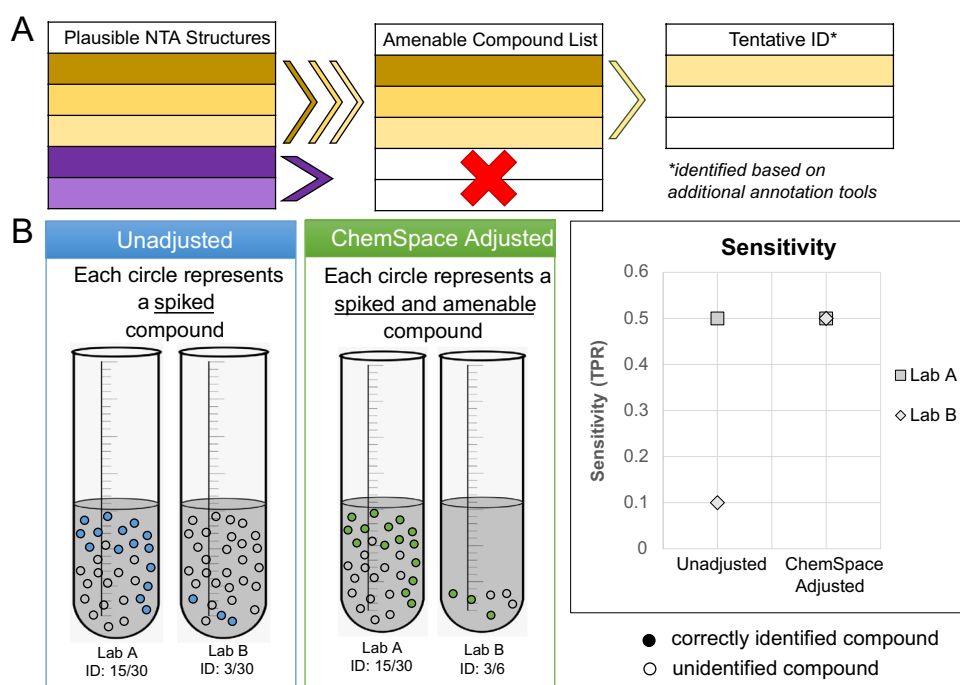 A
Plausible NTA Structures
Amenable Compound List
Tentative ID*
*identified based on
additional annotation tools
B
Unadjusted
Each circle represents
a spiked
compound
Lab A
ID: 15/30
Lab B
ID: 3/30
ChemSpace Adjusted
Each circle represents a
spiked and amenable
compound
Lab A
ID: 15/30
Lab B
ID: 3/6
Sensitivity
Sensitivity (TPR)
0.6
0.5
0.4
0.3
0.2
0.1
0
Unadjusted
ChemSpace
Adjusted
Lab A
Lab B
correctly identified compound
unidentified compound